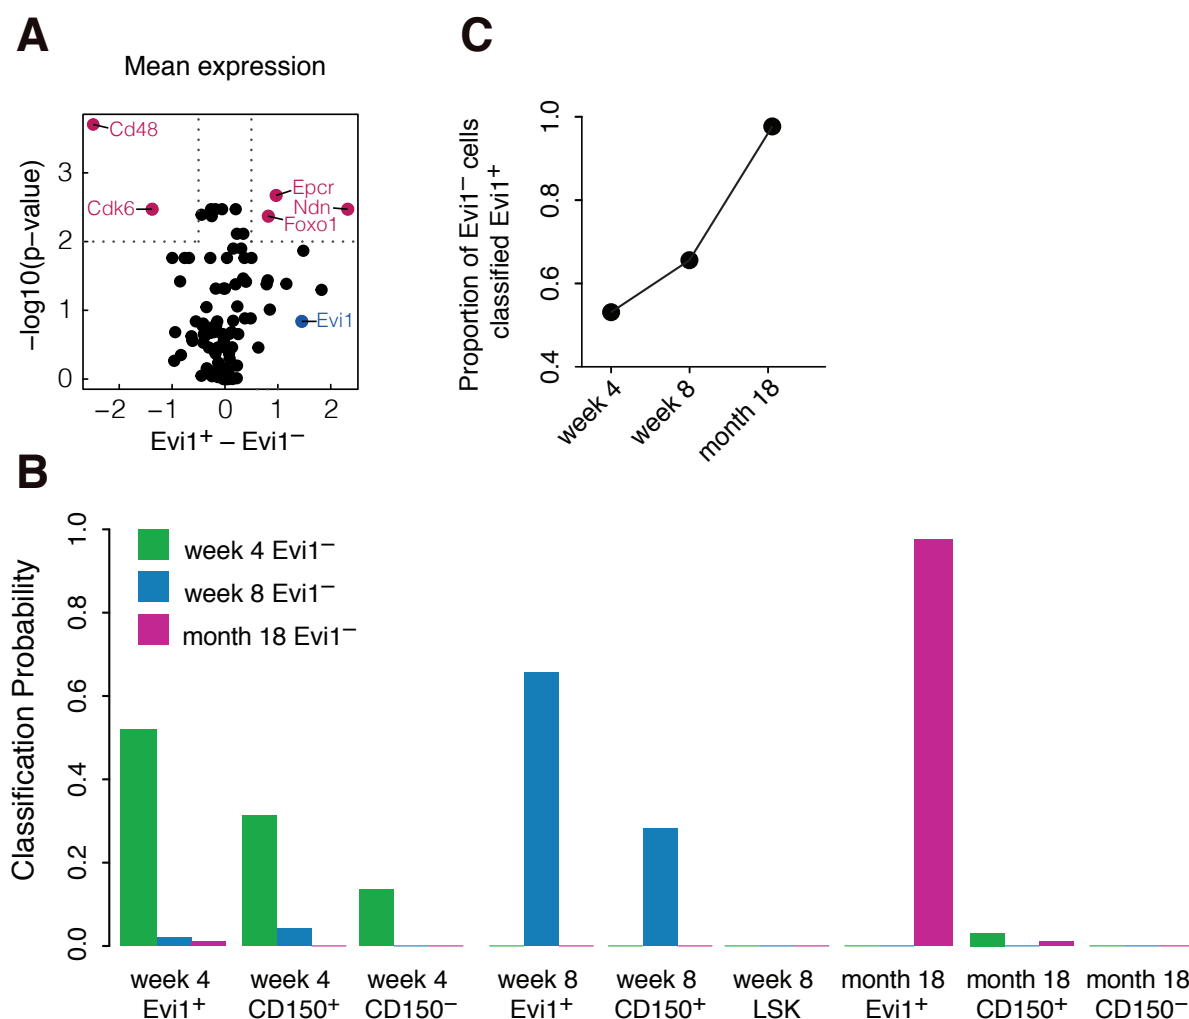 A
Mean expression
−log10(p−value)
3
2
1
0
Cd48
Cdk6
Epcr
Ndn
Foxo1
Evi1
−2 −1 0 1 2
Evi1+ – Evi1−
C
Proportion of Evi1− cells
classified Evi1+
1.0
0.8
0.6
0.4
week 4
week 8
month 18
B
Classification Probability
1.0
0.8
0.6
0.4
0.2
0.0
week 4 Evi1−
week 8 Evi1−
month 18 Evi1−
week 4 week 4 week 4 week 8 week 8 week 8 month 18 month 18 month 18
Evi1+ CD150+ CD150− Evi1+ CD150+ LSK Evi1+ CD150+ CD150−